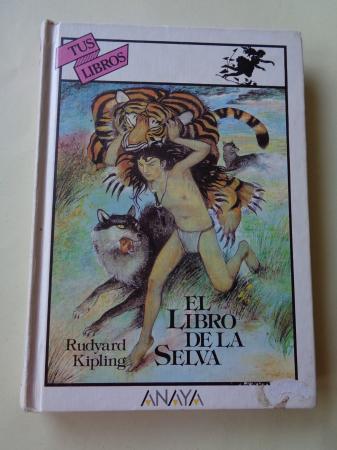 TUS
LIBROS
EL
LIBRO
DE LA
SELVA
Rudyard
Kipling
ANAYA